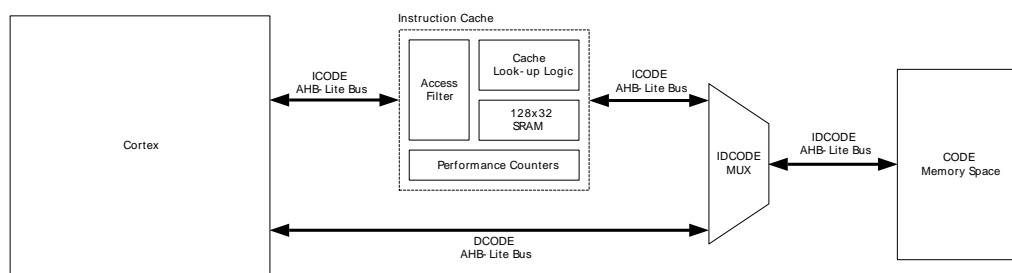 Instruction Cache
Cortex
ICODE
AHB-Lite Bus
Access
Filter
Cache
Look-up Logic
128x32
SRAM
Performance Counters
ICODE
AHB-Lite Bus
IDCODE
MUX
IDCODE
AHB-Lite Bus
CODE
Memory Space
DCODE
AHB-Lite Bus